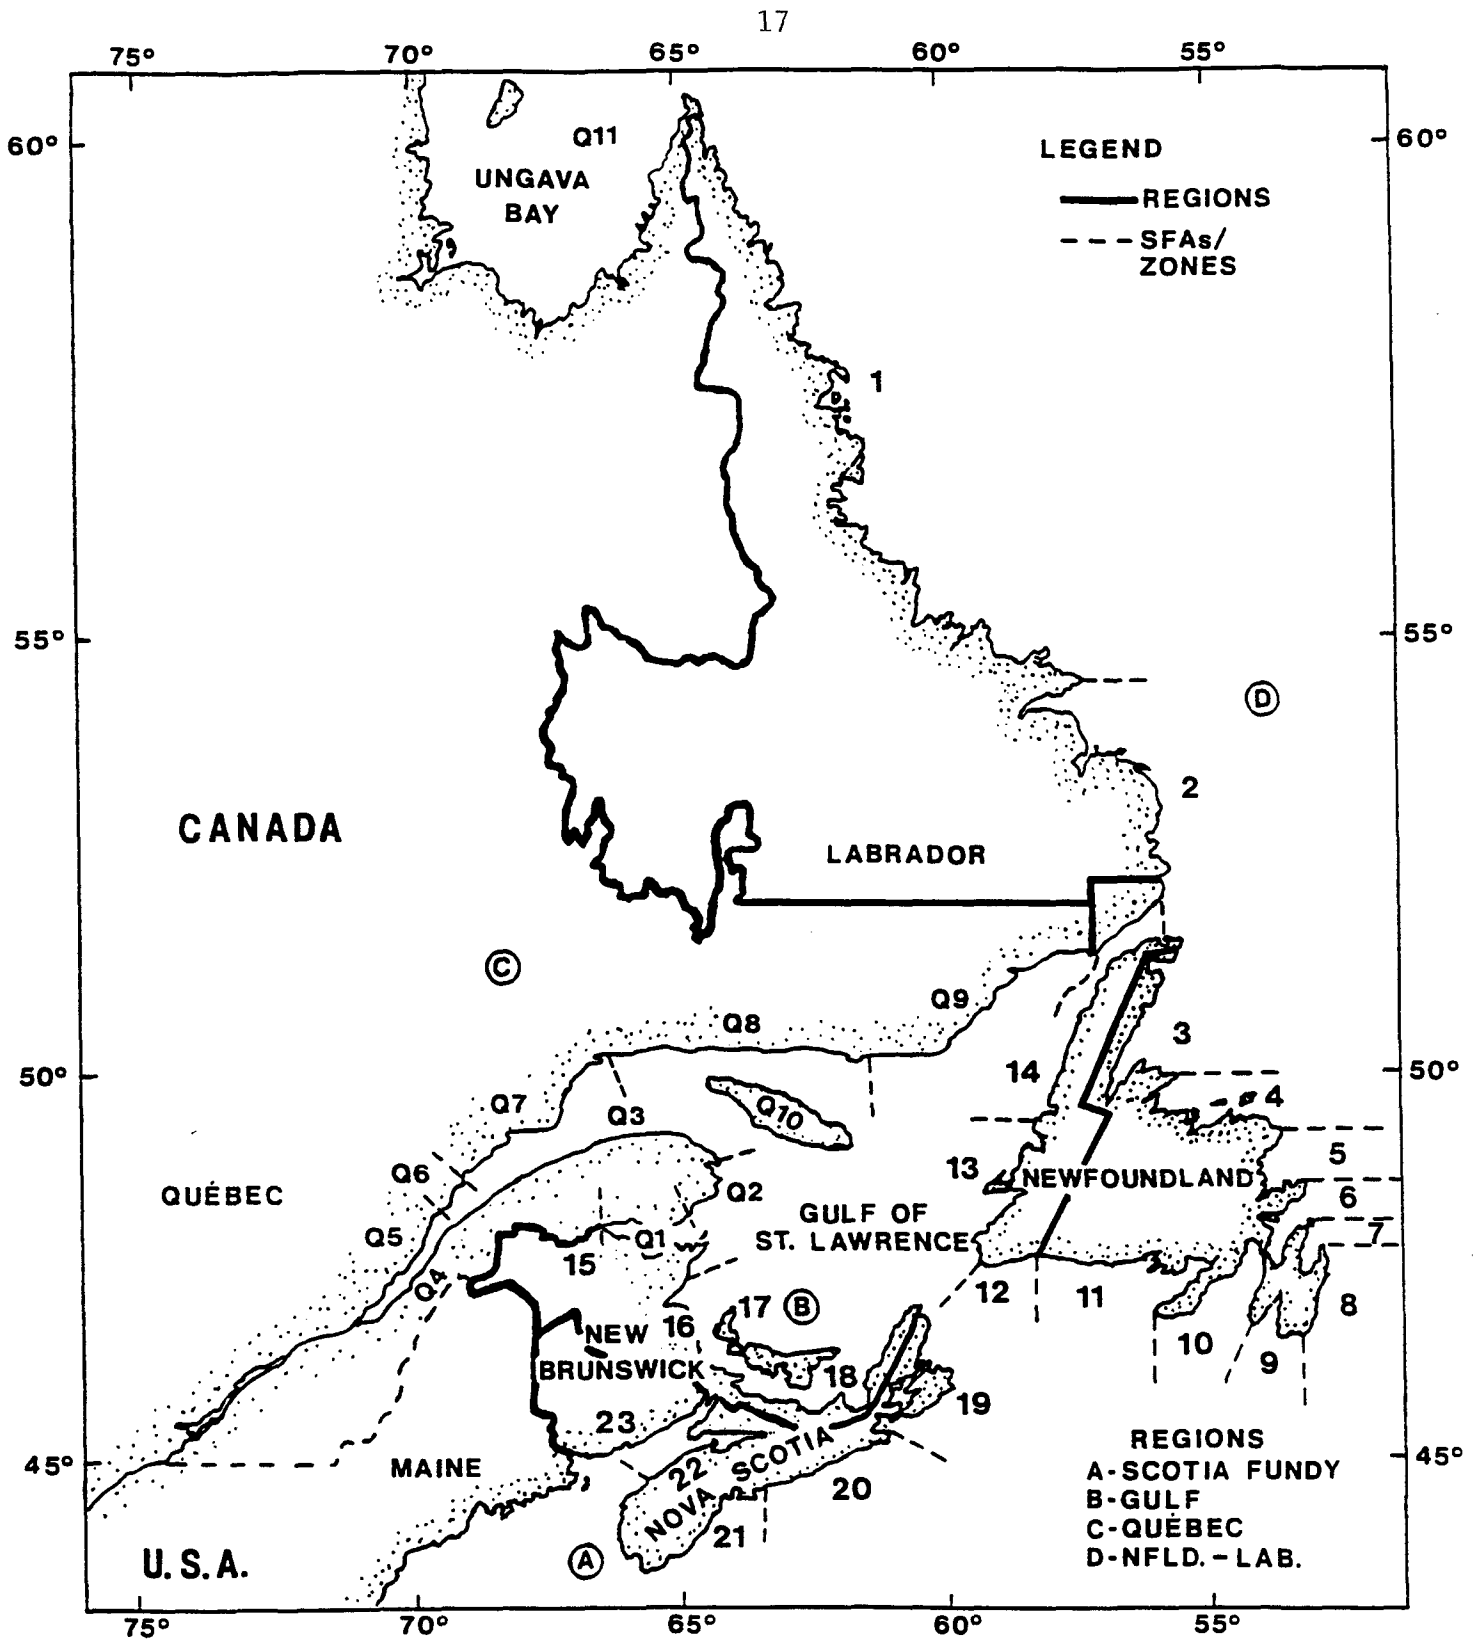 17
75° 70° 65° 60° 55°
60° 60°
Q11
LEGEND
UNGAVA
BAY
REGIONS
SFAs/
ZONES
1
55° 55°
D
2
CANADA
LABRADOR
C
Q9
Q8
3
50° 50°
14
4
Q7
Q3
Q10
5
Q6
13
NEWFOUNDLAND
QUÉBEC
Q2
6
GULF OF
ST. LAWRENCE
Q5
Q1
7
15
Q4
12
11
8
17
B
16
10
NEW
BRUNSWICK
18
9
19
23
45° 45°
MAINE
22
NOVA SCOTIA
20
21
REGIONS
A-SCOTIA FUNDY
B-GULF
C-QUÉBEC
D-NFLD.-LAB.
U.S.A.
A
75° 70° 65° 60° 55°